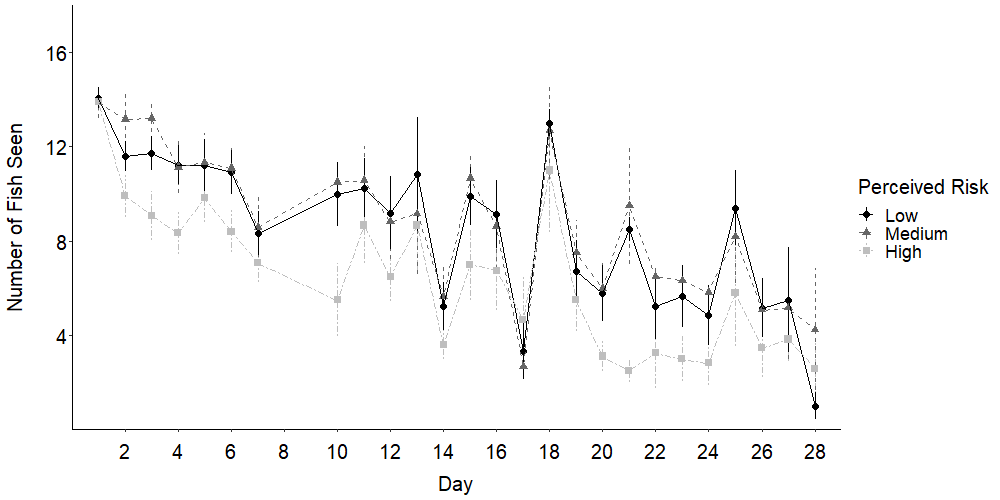 Number of Fish Seen
16
12
8
4
2 4 6 8 10 12 14 16 18 20 22 24 26 28
Day
Perceived Risk
Low
Medium
High